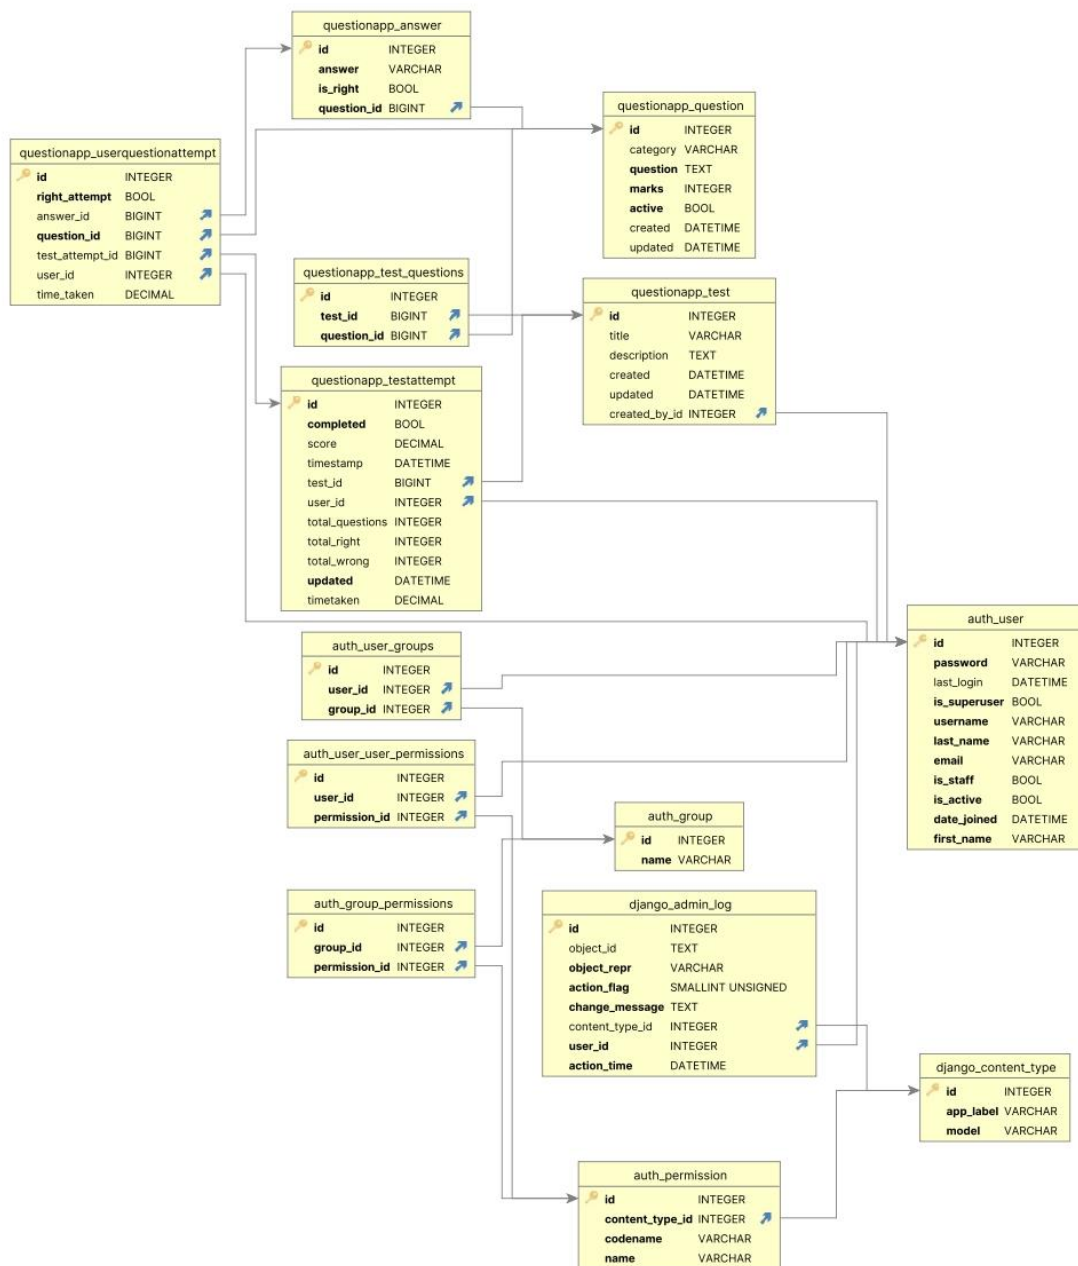 questionapp_answer
id INTEGER
answer VARCHAR
is_right BOOL
question_id BIGINT
questionapp_question
id INTEGER
category VARCHAR
question TEXT
marks INTEGER
active BOOL
created DATETIME
updated DATETIME
questionapp_userquestionattempt
id INTEGER
right_attempt BOOL
answer_id BIGINT
question_id BIGINT
test_attempt_id BIGINT
user_id INTEGER
time_taken DECIMAL
questionapp_test_questions
id INTEGER
test_id BIGINT
question_id BIGINT
questionapp_test
id INTEGER
title VARCHAR
description TEXT
created DATETIME
updated DATETIME
created_by_id INTEGER
questionapp_testattempt
id INTEGER
completed BOOL
score DECIMAL
timestamp DATETIME
test_id BIGINT
user_id INTEGER
total_questions INTEGER
total_right INTEGER
total_wrong INTEGER
updated DATETIME
timetaken DECIMAL
auth_user
id INTEGER
password VARCHAR
last_login DATETIME
is_superuser BOOL
username VARCHAR
last_name VARCHAR
email VARCHAR
is_staff BOOL
is_active BOOL
date_joined DATETIME
first_name VARCHAR
auth_user_groups
id INTEGER
user_id INTEGER
group_id INTEGER
auth_user_user_permissions
id INTEGER
user_id INTEGER
permission_id INTEGER
auth_group
id INTEGER
name VARCHAR
auth_group_permissions
id INTEGER
group_id INTEGER
permission_id INTEGER
django_admin_log
id INTEGER
object_id TEXT
object_repr VARCHAR
action_flag SMALLINT UNSIGNED
change_message TEXT
content_type_id INTEGER
user_id INTEGER
action_time DATETIME
django_content_type
id INTEGER
app_label VARCHAR
model VARCHAR
auth_permission
id INTEGER
content_type_id INTEGER
codename VARCHAR
name VARCHAR